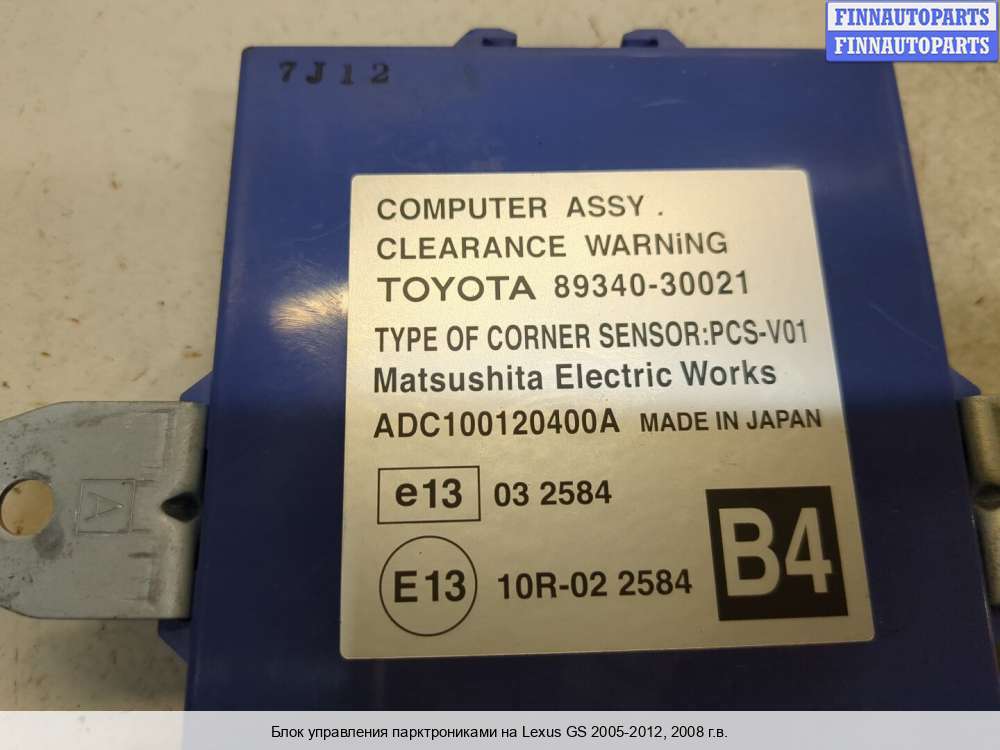 FINNAUTOPARTS
FINNAUTOPARTS
7J12
COMPUTER ASSY .
CLEARANCE WARNiNG
TOYOTA 89340-30021
TYPE OF CORNER SENSOR:PCS-V01
Matsushita Electric Works
ADC100120400A MADE IN JAPAN
e13 03 2584
E13 10R-02 2584
B4
A
Блок управления парктрониками на Lexus GS 2005-2012, 2008 г.в.